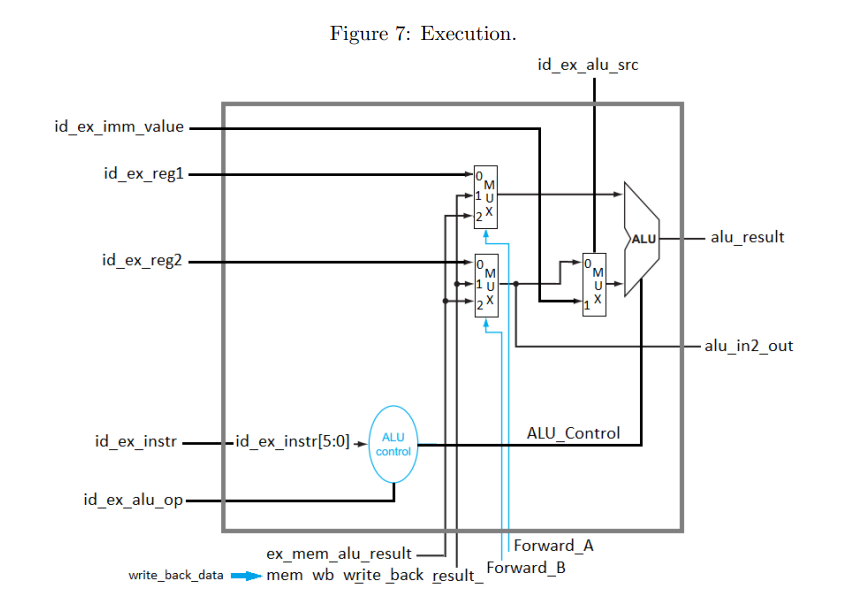 Figure 7: Execution.
id_ex_alu_src
id_ex_imm_value
id_ex_reg1
0
M
1 U
2 X
ALU
alu_result
id_ex_reg2
0
M
1 U
2 X
0
M
U
1 X
alu_in2_out
id_ex_instr
id_ex_instr[5:0]
ALU
control
ALU_Control
id_ex_alu_op
ex_mem_alu_result
Forward_A
write_back_data
mem_wb_write_back_result_
Forward_B